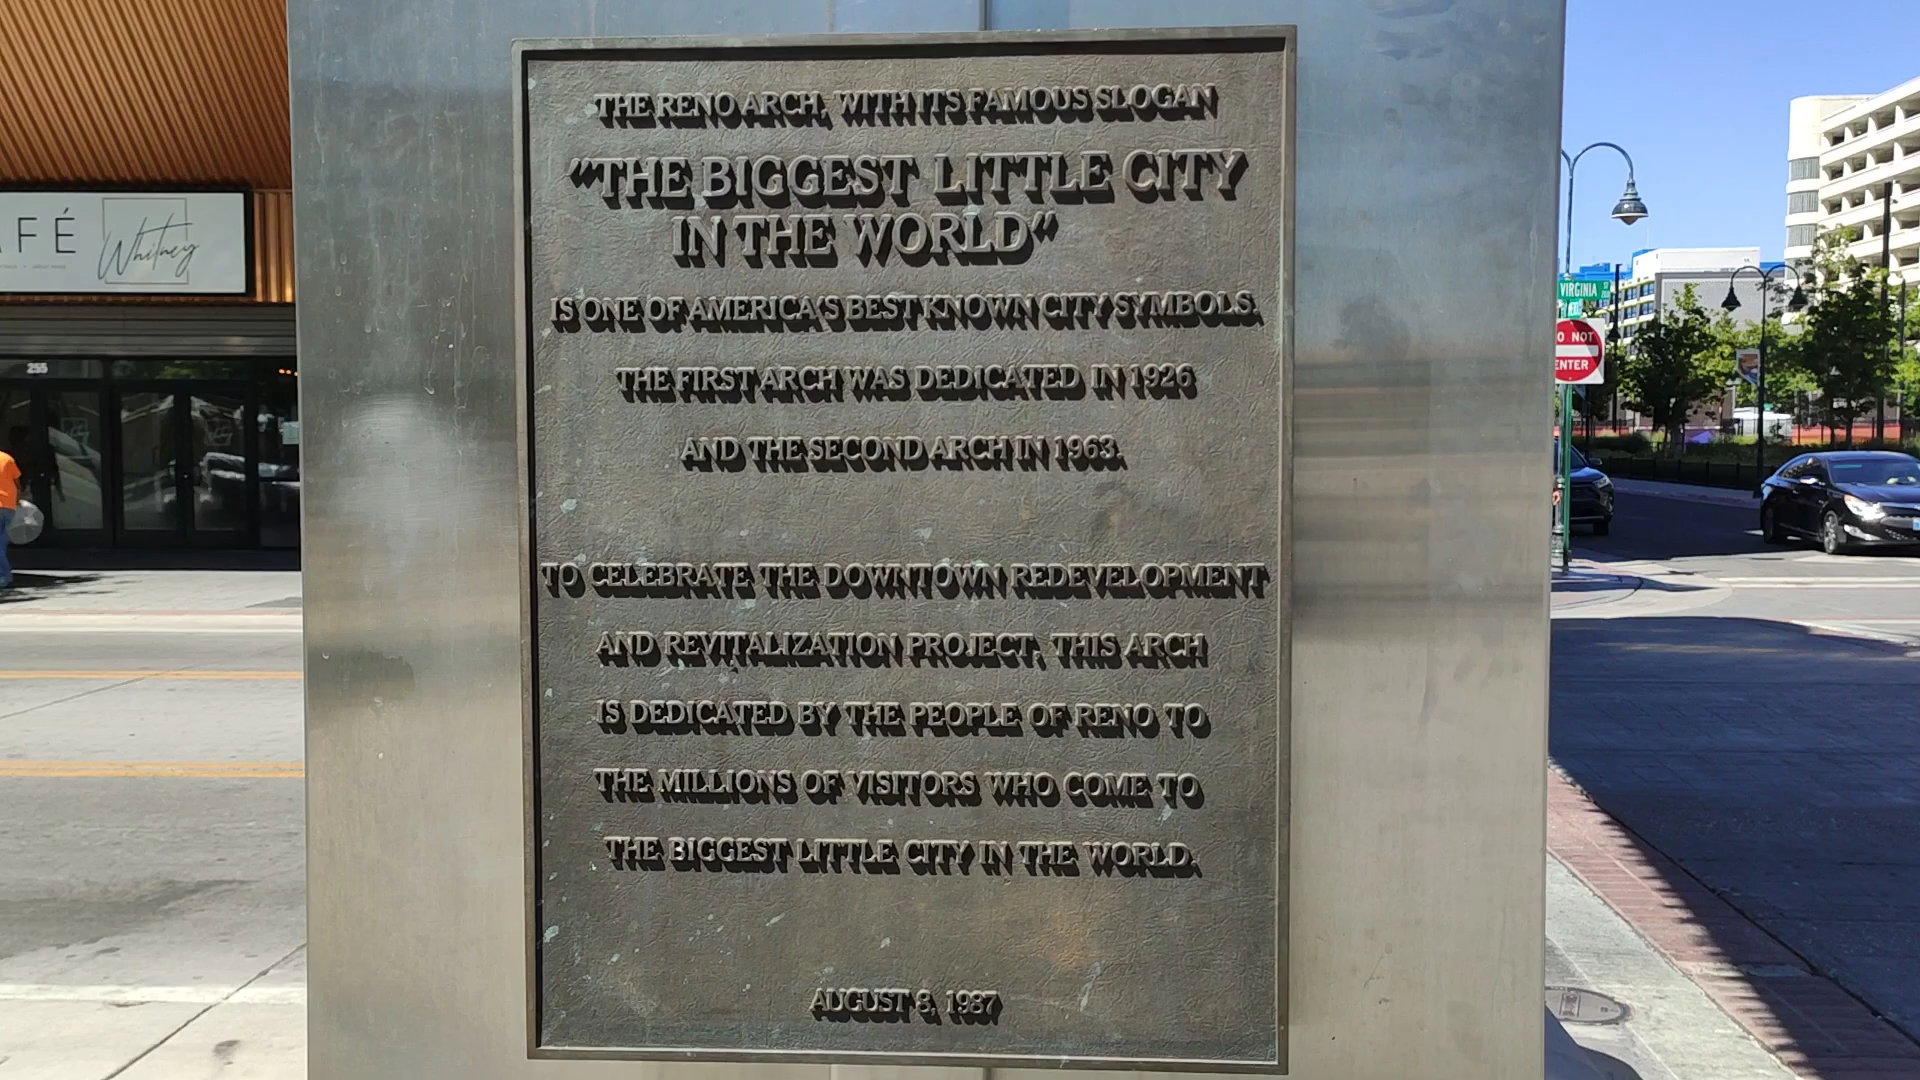 THE RENO ARCH, WITH ITS FAMOUS SLOGAN
"THE BIGGEST LITTLE CITY
IN THE WORLD"
IS ONE OF AMERICA'S BEST KNOWN CITY SYMBOLS.
THE FIRST ARCH WAS DEDICATED IN 1926
AND THE SECOND ARCH IN 1963.
TO CELEBRATE THE DOWNTOWN REDEVELOPMENT
AND REVITALIZATION PROJECT, THIS ARCH
IS DEDICATED BY THE PEOPLE OF RENO TO
THE MILLIONS OF VISITORS WHO COME TO
THE BIGGEST LITTLE CITY IN THE WORLD.
AUGUST 8, 1987
AFÉ
Whitney
255
VIRGINIA ST
DO NOT
ENTER